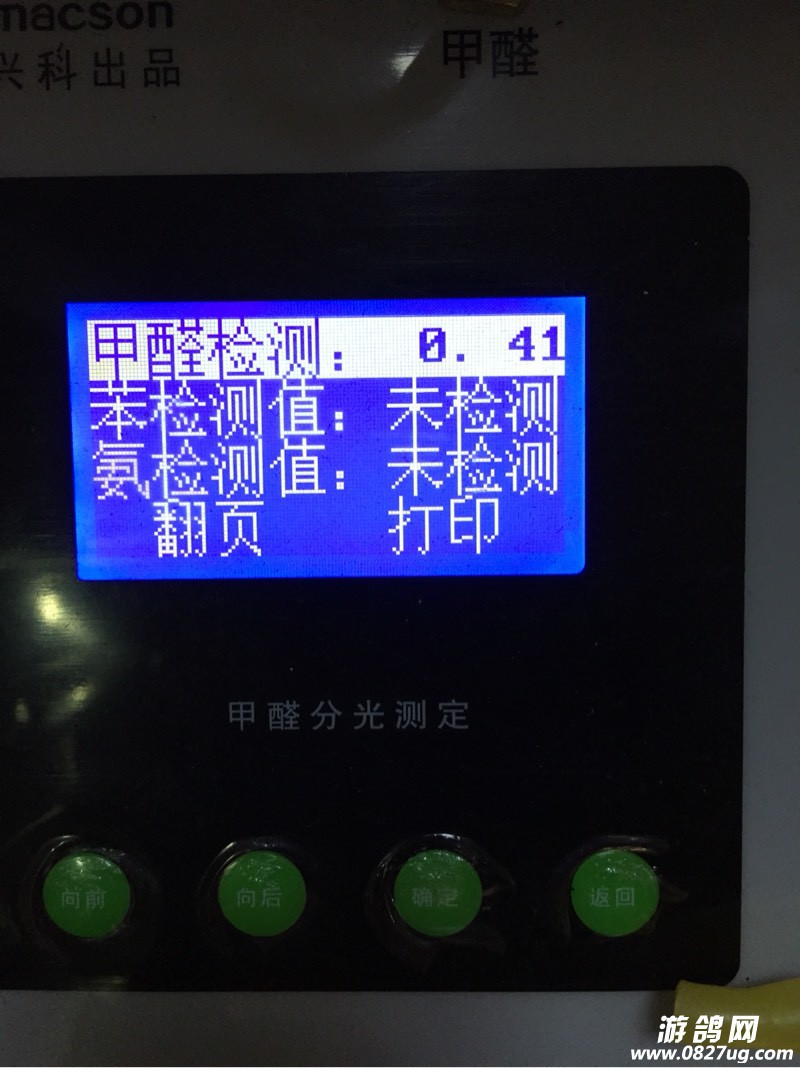 macson
兴科出品
甲醛
甲醛检测: 0. 41
苯检测值: 未检测
氨检测值: 未检测
翻页 打印
甲醛分光测定
向前 向后 确定 返回
游鸽网
www.0827ug.com